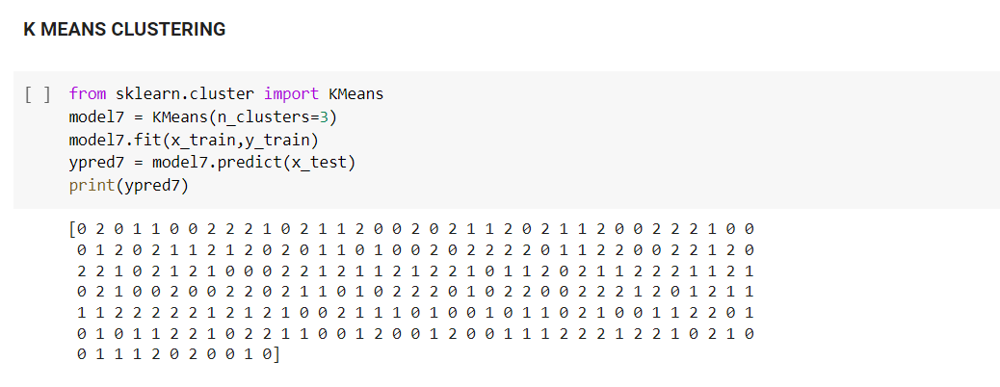 K MEANS CLUSTERING
[ ] from sklearn.cluster import KMeans
model7 = KMeans(n_clusters=3)
model7.fit(x_train,y_train)
ypred7 = model7.predict(x_test)
print(ypred7)
[0 2 0 1 1 0 0 2 2 2 1 0 2 1 1 2 0 0 2 0 2 1 1 2 0 2 1 1 2 0 0 2 2 2 1 0 0
0 1 2 0 2 1 1 2 1 2 0 2 0 1 1 0 1 0 0 2 0 2 2 2 2 0 1 1 2 2 0 0 2 2 1 2 0
2 2 1 0 2 1 2 1 0 0 0 2 2 1 2 1 1 2 1 2 2 1 0 1 1 2 0 2 1 1 2 2 2 1 1 2 1
0 2 1 0 0 2 0 0 2 2 0 2 1 1 0 1 0 2 2 2 0 1 0 2 2 0 0 2 2 2 1 2 0 1 2 1 1
1 1 2 2 2 2 2 1 2 1 2 1 0 0 2 1 1 1 0 1 0 0 1 0 1 1 0 2 1 0 0 1 1 2 2 0 1
0 1 0 1 1 2 2 1 0 2 2 1 1 0 0 1 2 0 0 1 2 0 0 1 1 1 2 2 2 1 2 2 1 0 2 1 0
0 1 1 1 2 0 2 0 0 1 0]